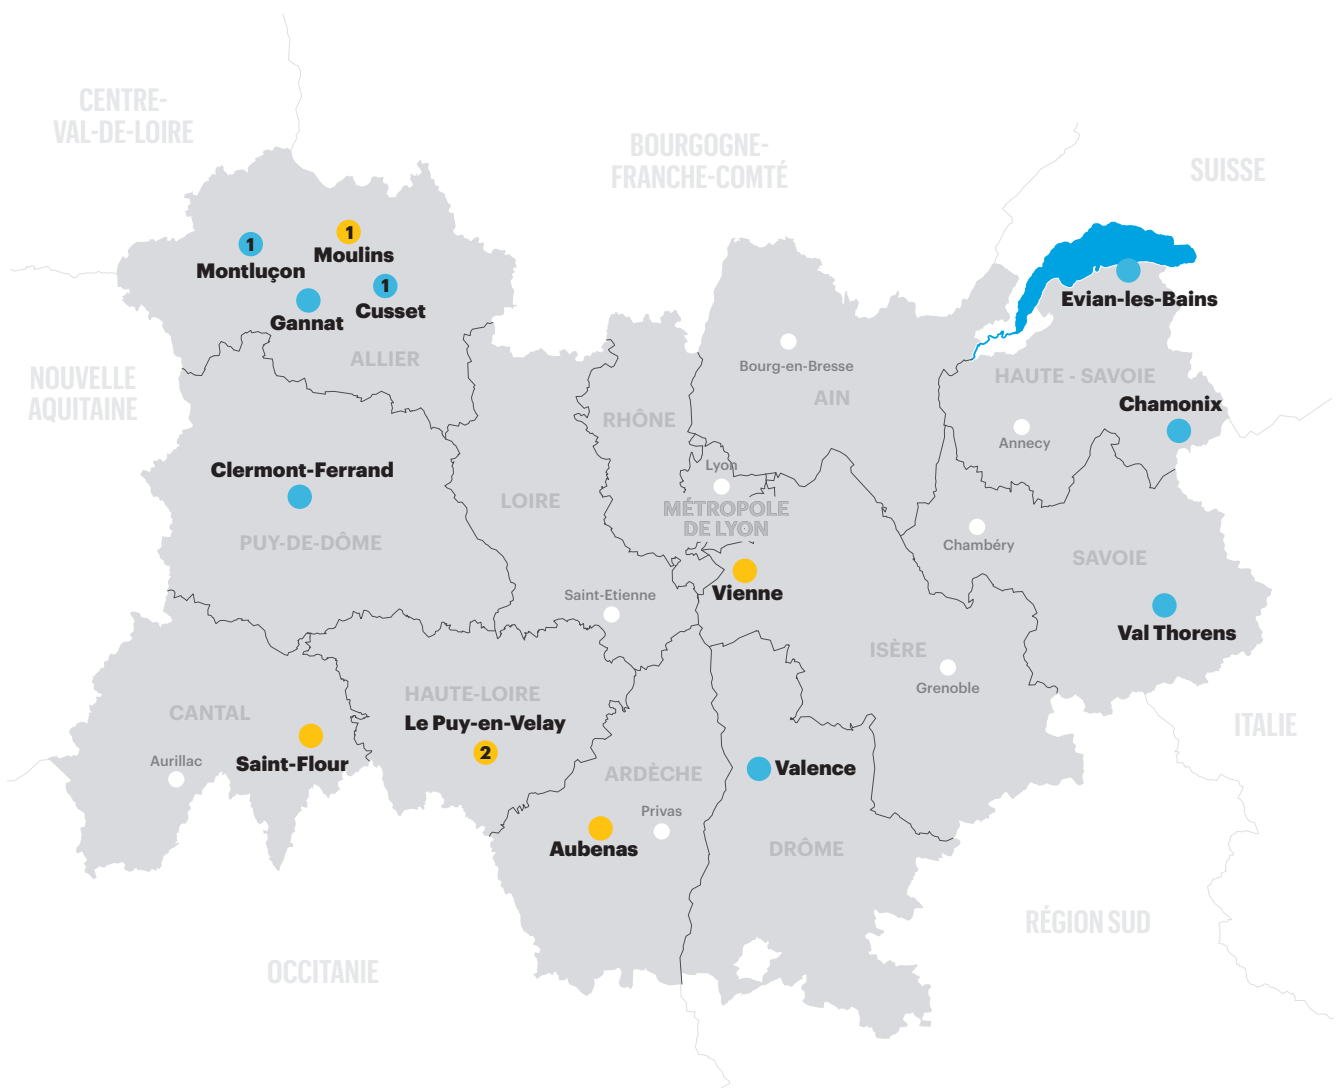 CENTRE-
VAL-DE-LOIRE
BOURGOGNE-
FRANCHE-COMTÉ
SUISSE
1
Montluçon
1
Moulins
1
Cusset
Gannat
ALLIER
Evian-les-Bains
NOUVELLE
AQUITAINE
Bourg-en-Bresse
AIN
HAUTE - SAVOIE
Chamonix
Annecy
RHÔNE
Clermont-Ferrand
PUY-DE-DÔME
LOIRE
Lyon
MÉTROPOLE
DE LYON
Chambéry
SAVOIE
Vienne
Saint-Etienne
Val Thorens
ISÈRE
Grenoble
HAUTE-LOIRE
Le Puy-en-Velay
2
CANTAL
Aurillac
Saint-Flour
ITALIE
ARDÈCHE
Privas
Aubenas
Valence
DRÔME
RÉGION SUD
OCCITANIE